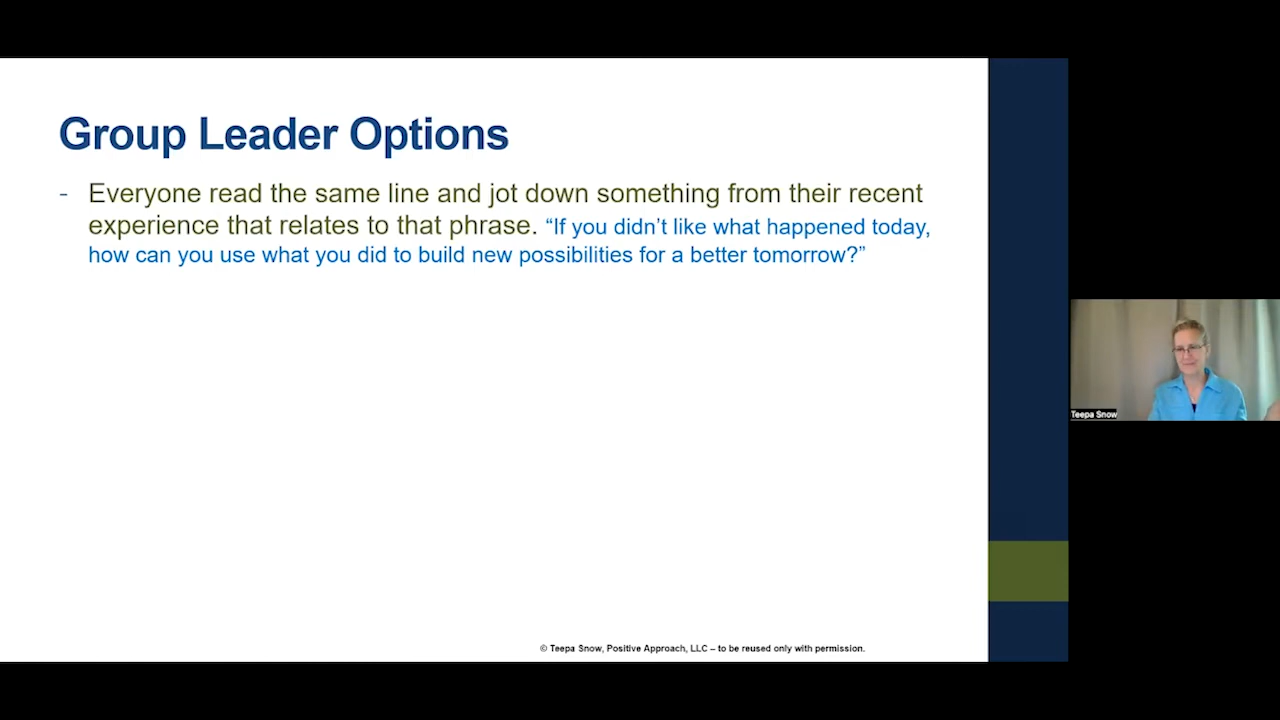 Group Leader Options
- Everyone read the same line and jot down something from their recent
experience that relates to that phrase. “If you didn’t like what happened today,
how can you use what you did to build new possibilities for a better tomorrow?”
Teepa Snow
© Teepa Snow, Positive Approach, LLC – to be reused only with permission.